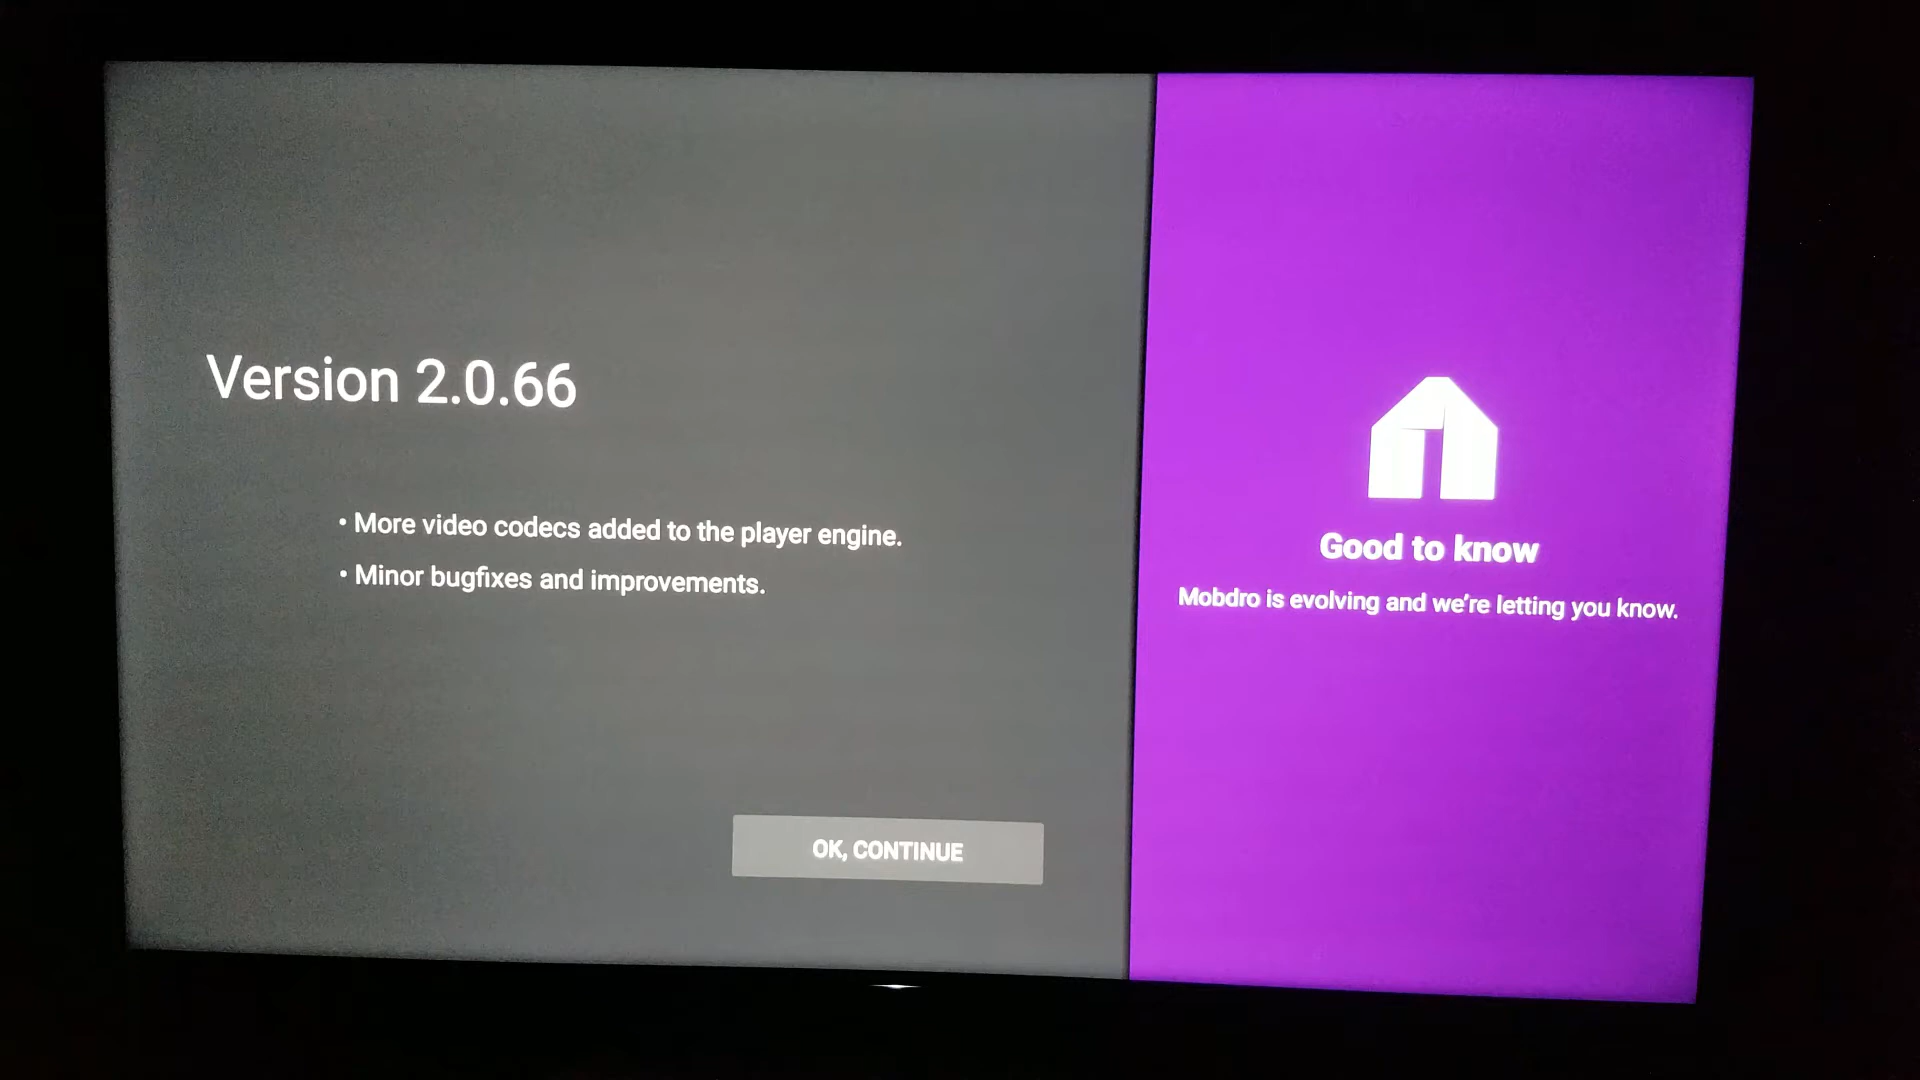 Version 2.0.66
• More video codecs added to the player engine.
• Minor bugfixes and improvements.
OK, CONTINUE
Good to know
Mobdro is evolving and we're letting you know.